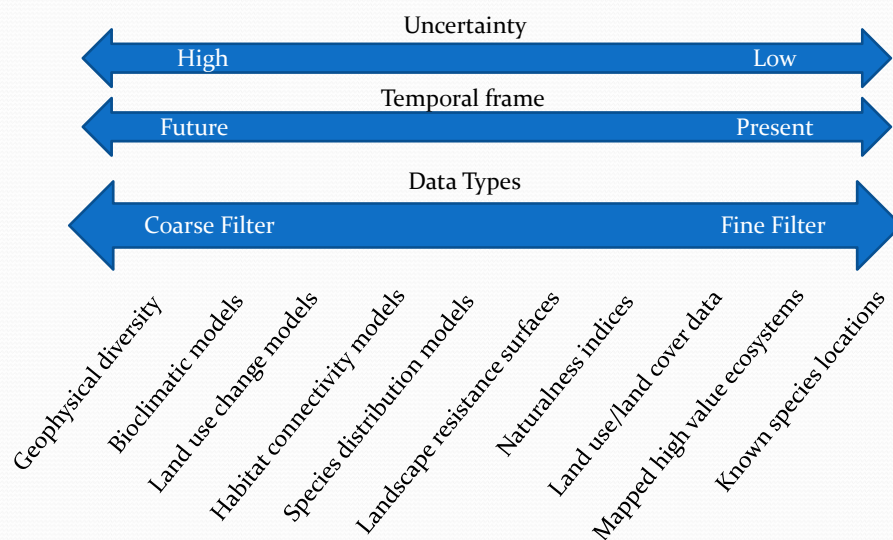 Uncertainty
High Low
Temporal frame
Future Present
Data Types
Coarse Filter Fine Filter
Geophysical diversity
Bioclimatic models
Land use change models
Habitat connectivity models
Species distribution models
Landscape resistance surfaces
Naturalness indices
Land use/land cover data
Mapped high value ecosystems
Known species locations